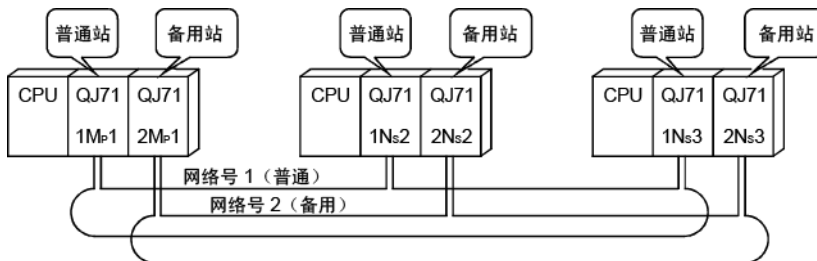 普通站 备用站 普通站 备用站 普通站 备用站
CPU QJ71 QJ71 CPU QJ71 QJ71 CPU QJ71 QJ71
1MP1 2MP1 1NS2 2NS2 1NS3 2NS3
网络号 1（普通）
网络号 2（备用）